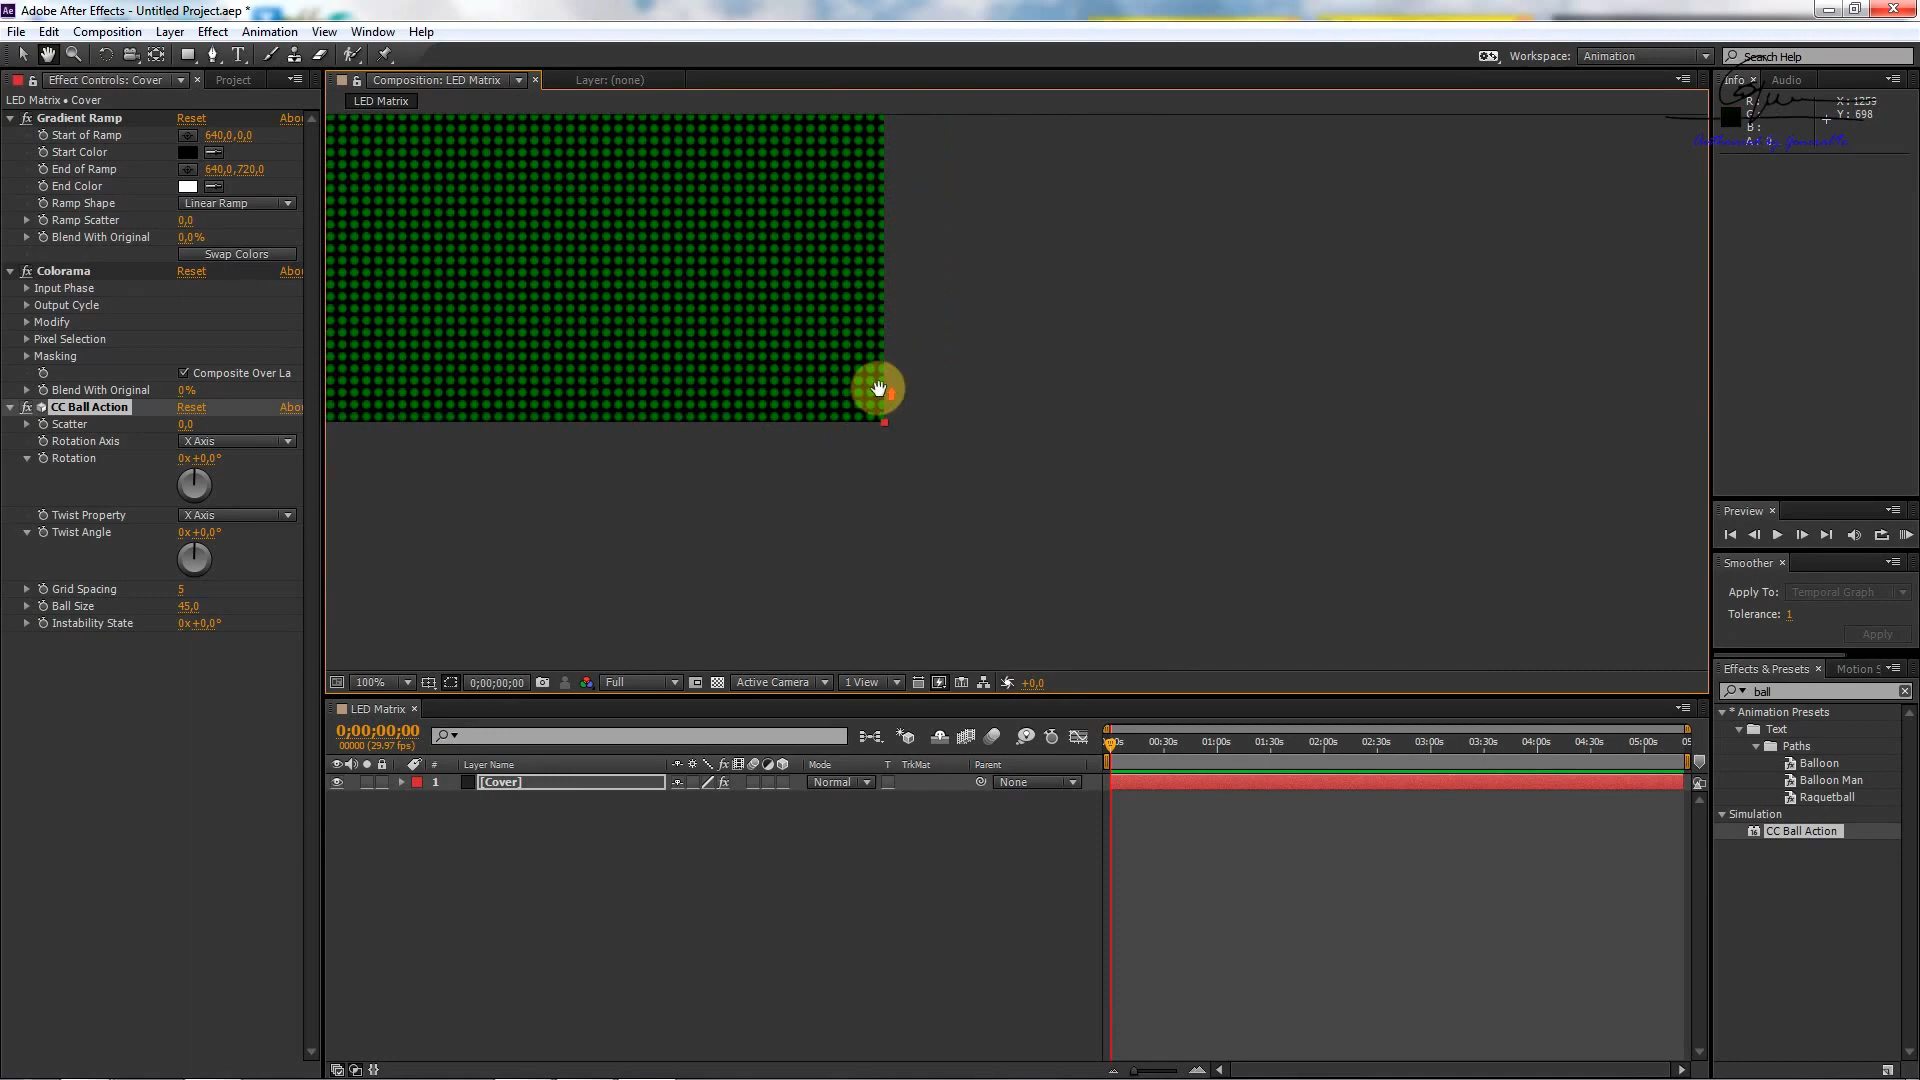 Adobe After Effects - Untitled Project.aep *
File Edit Composition Layer Effect Animation View Window Help
Workspace: Animation Search Help
Effect Controls: Cover Project Composition: LED Matrix Layer: (none) Info Audio
LED Matrix • Cover
LED Matrix
R:
G:
B:
A: 0
X: 1259
Y: 698
Gradient Ramp Reset Abou
Start of Ramp 640,0,0,0
Start Color
End of Ramp 640,0,720,0
End Color
Ramp Shape Linear Ramp
Ramp Scatter 0,0
Blend With Original 0,0%
Swap Colors
Colorama Reset Abou
Input Phase
Output Cycle
Modify
Pixel Selection
Masking
Composite Over La
Blend With Original 0%
CC Ball Action Reset Abou
Scatter 0,0
Rotation Axis X Axis
Rotation 0x+0,0°
Twist Property X Axis
Twist Angle 0x+0,0°
Grid Spacing 5
Ball Size 45,0
Instability State 0x+0,0°
100% 0;00;00;00 Full Active Camera 1 View +0,0
Preview
Smoother
Apply To: Temporal Graph
Tolerance: 1
Apply
Effects & Presets Motion S
ball
* Animation Presets
Text
Paths
Balloon
Balloon Man
Raquetball
Simulation
CC Ball Action
LED Matrix
0;00;00;00
00000 (29.97 fps)
00s 00:30s 01:00s 01:30s 02:00s 02:30s 03:00s 03:30s 04:00s 04:30s 05:00s 05
# Layer Name Mode T TrkMat Parent
1 [Cover] Normal None